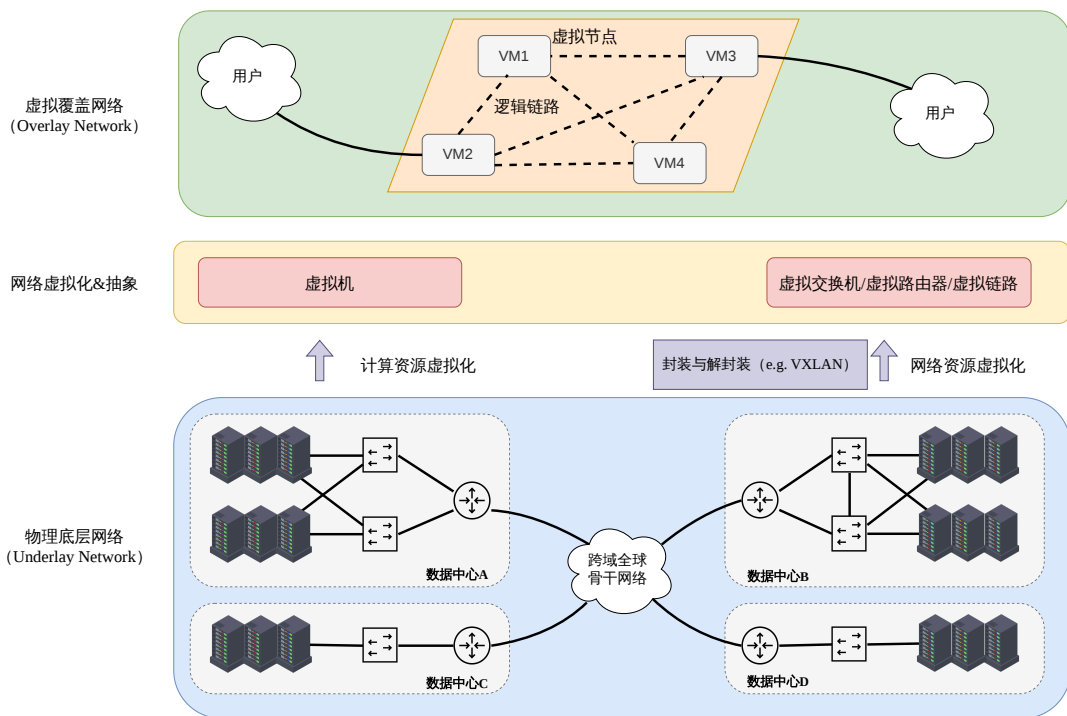 虚拟覆盖网络
（Overlay Network）
用户
VM1
虚拟节点
VM3
逻辑链路
VM2
VM4
用户
网络虚拟化&抽象
虚拟机
虚拟交换机/虚拟路由器/虚拟链路
计算资源虚拟化
封装与解封装（e.g. VXLAN）
网络资源虚拟化
物理底层网络
（Underlay Network）
数据中心A
跨域全球
骨干网络
数据中心B
数据中心C
数据中心D